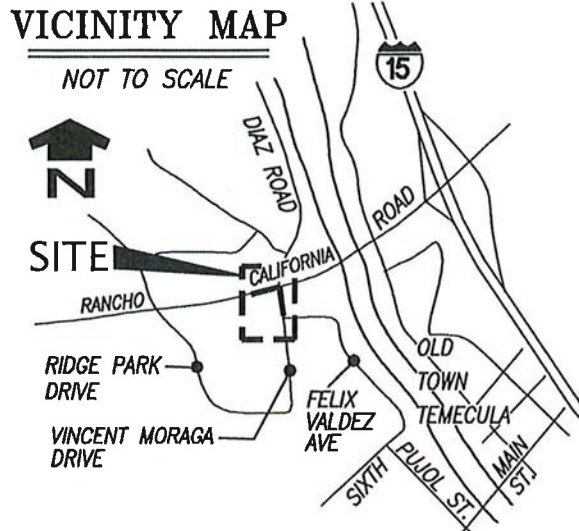 VICINITY MAP
NOT TO SCALE
15
N
DIAZ ROAD
ROAD
SITE
CALIFORNIA
RANCHO
RIDGE PARK
DRIVE
VINCENT MORAGA
DRIVE
FELIX
VALDEZ
AVE
OLD
TOWN
TEMECULA
SIXTH
PUJOL ST.
MAIN
ST.